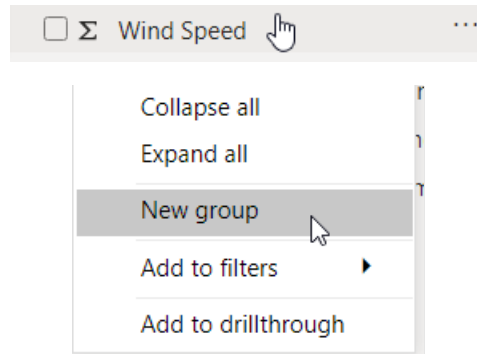 Σ Wind Speed ...
Collapse all
Expand all
New group
Add to filters
Add to drillthrough